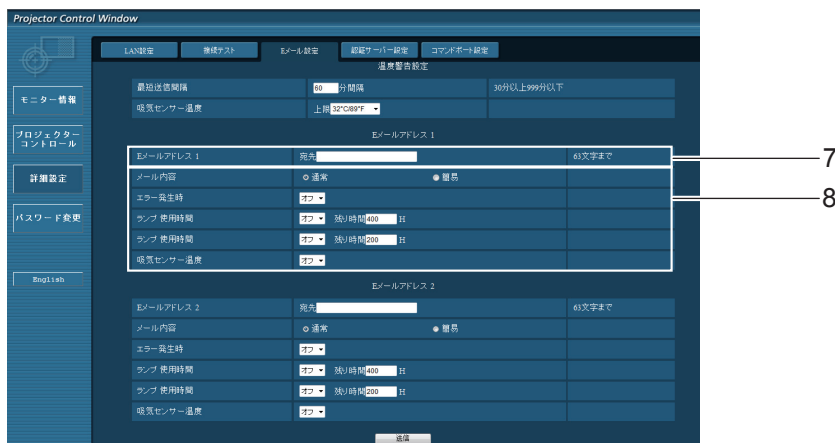 Projector Control Window
LAN設定 接続テスト Eメール設定 認証サーバー設定 コマンドポート設定
温度警告設定
最短送信間隔 60 分間隔 30分以上999分以下
吸気センサー温度 上限 32°C/89°F
モニター情報
プロジェクター
コントロール
詳細設定
パスワード変更
English
Eメールアドレス 1
Eメールアドレス 1 宛先 63文字まで
7
メール内容 通常 簡易
8
エラー発生時 オフ
ランプ 使用時間 オフ 残り時間 400 H
ランプ 使用時間 オフ 残り時間 200 H
吸気センサー温度 オフ
Eメールアドレス 2
Eメールアドレス 2 宛先 63文字まで
メール内容 通常 簡易
エラー発生時 オフ
ランプ 使用時間 オフ 残り時間 400 H
ランプ 使用時間 オフ 残り時間 200 H
吸気センサー温度 オフ
送信